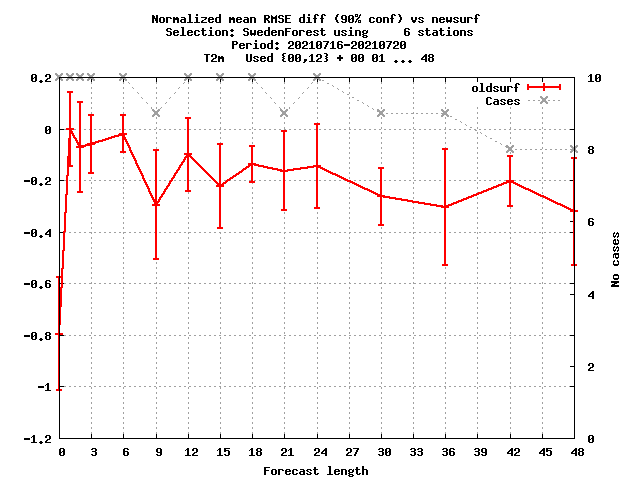 Normalized mean RMSE diff (90% conf) vs newsurf
Selection: SwedenForest using     6 stations
Period: 20210716-20210720
T2m   Used {00,12} + 00 01 ... 48
oldsurf
Cases
0.2
0
-0.2
-0.4
-0.6
-0.8
-1
-1.2
10
8
6
4
2
0
No cases
0 3 6 9 12 15 18 21 24 27 30 33 36 39 42 45 48
Forecast length